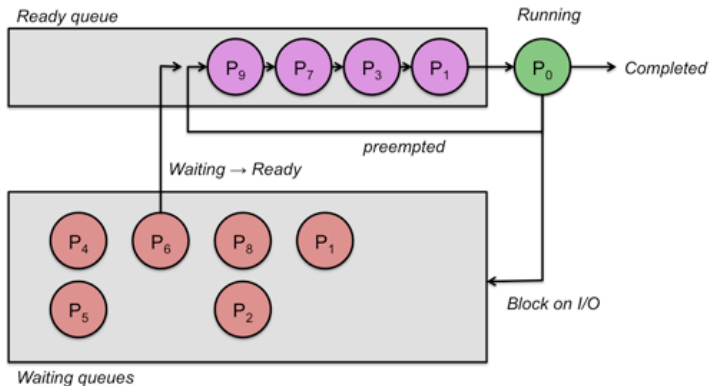 Ready queue
Running
P9 P7 P3 P1 P0 Completed
preempted
Waiting → Ready
P4 P6 P8 P1
P5 P2
Block on I/O
Waiting queues